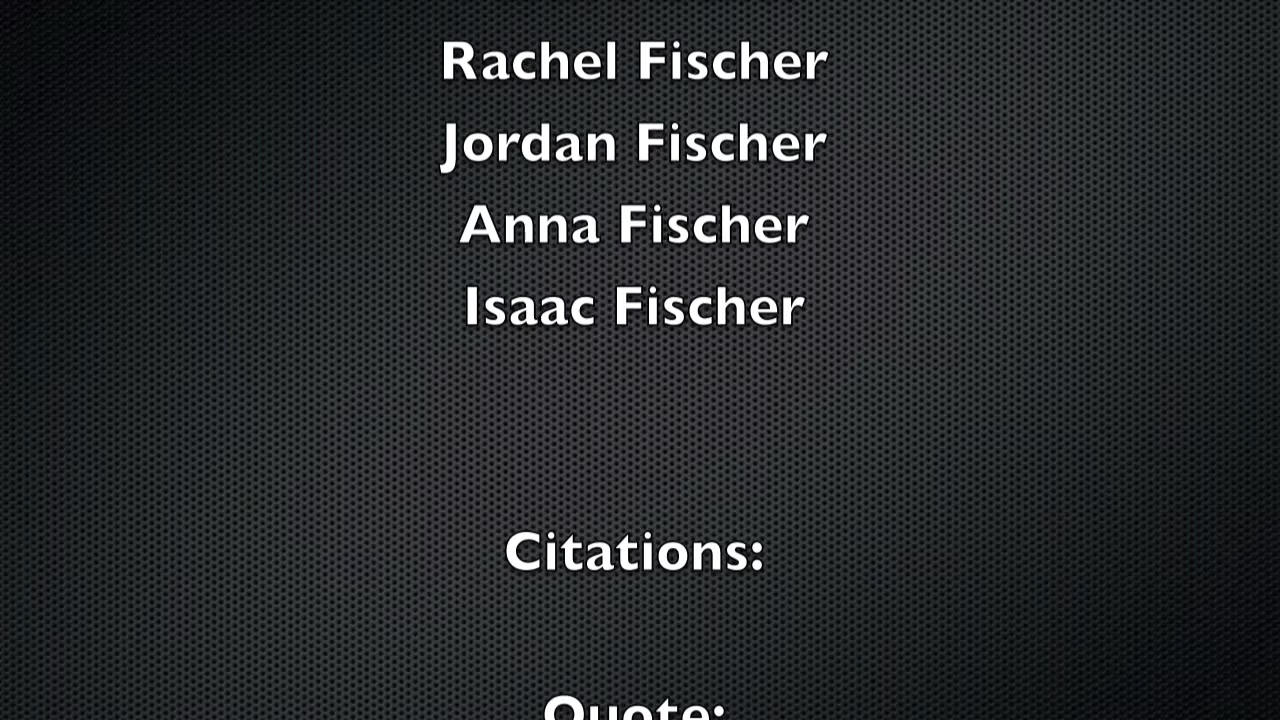 Rachel Fischer
Jordan Fischer
Anna Fischer
Isaac Fischer
Citations:
Quote: